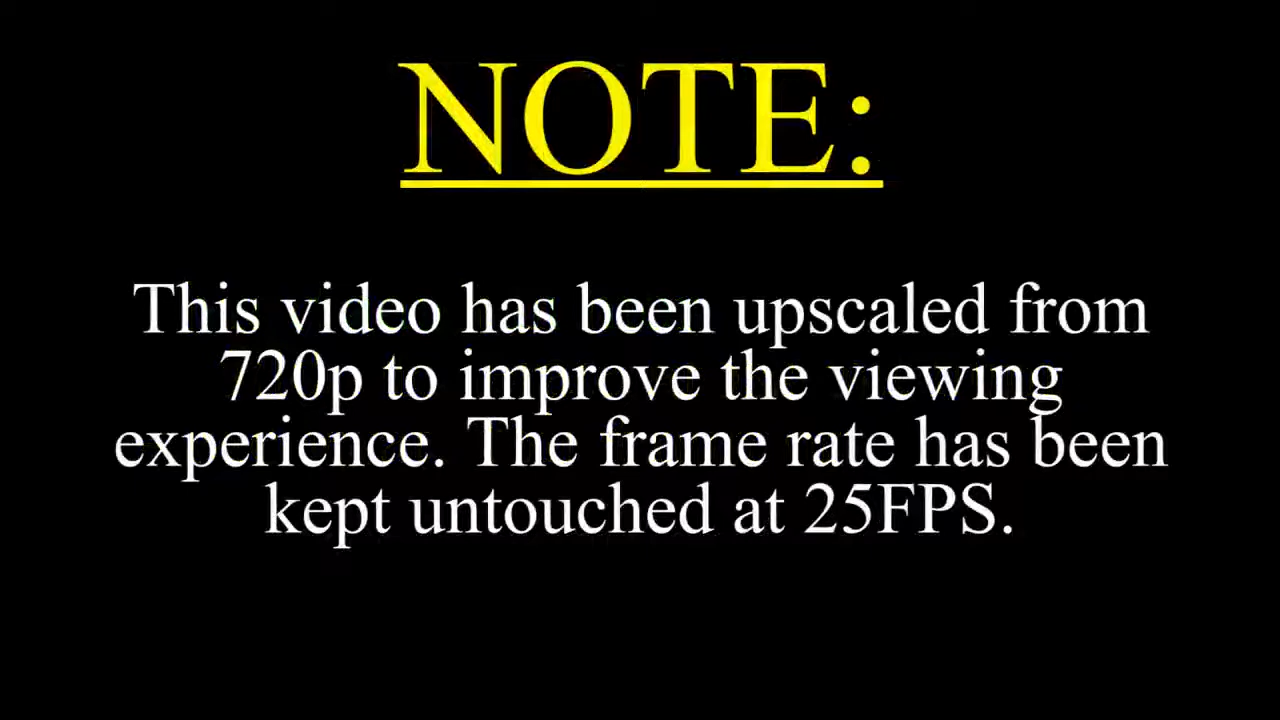 NOTE:
This video has been upscaled from
720p to improve the viewing
experience. The frame rate has been
kept untouched at 25FPS.